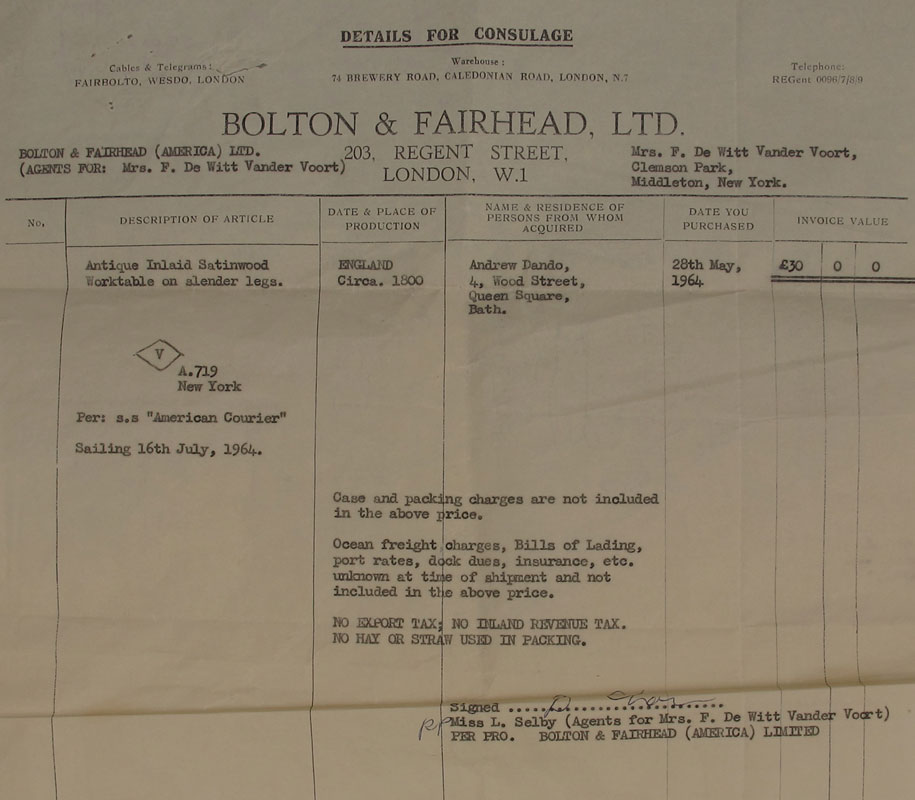 DETAILS FOR CONSULAGE
Cables & Telegrams:
FAIRBOLTO, WESDO, LONDON
Warehouse:
74 BREWERY ROAD, CALEDONIAN ROAD, LONDON, N.7
Telephone:
REGent 0096/7/8/9
BOLTON & FAIRHEAD, LTD.
203, REGENT STREET,
LONDON, W.1
BOLTON & FAIRHEAD (AMERICA) LTD.
(AGENTS FOR: Mrs. F. De Witt Vander Voort)
Mrs. F. De Witt Vander Voort,
Clemson Park,
Middleton, New York.
No.
DESCRIPTION OF ARTICLE
DATE & PLACE OF
PRODUCTION
NAME & RESIDENCE OF
PERSONS FROM WHOM
ACQUIRED
DATE YOU
PURCHASED
INVOICE VALUE
Antique Inlaid Satinwood
Worktable on slender legs.
ENGLAND
Circa. 1800
Andrew Dando,
4, Wood Street,
Queen Square,
Bath.
28th May,
1964
£30 0 0
V
A.719
New York
Per: s.s "American Courier"
Sailing 16th July, 1964.
Case and packing charges are not included
in the above price.
Ocean freight charges, Bills of Lading,
port rates, dock dues, insurance, etc.
unknown at time of shipment and not
included in the above price.
NO EXPORT TAX; NO INLAND REVENUE TAX.
NO HAY OR STRAW USED IN PACKING.
Signed
pp Miss L. Selby (Agents for Mrs. F. De Witt Vander Voort)
PER PRO. BOLTON & FAIRHEAD (AMERICA) LIMITED